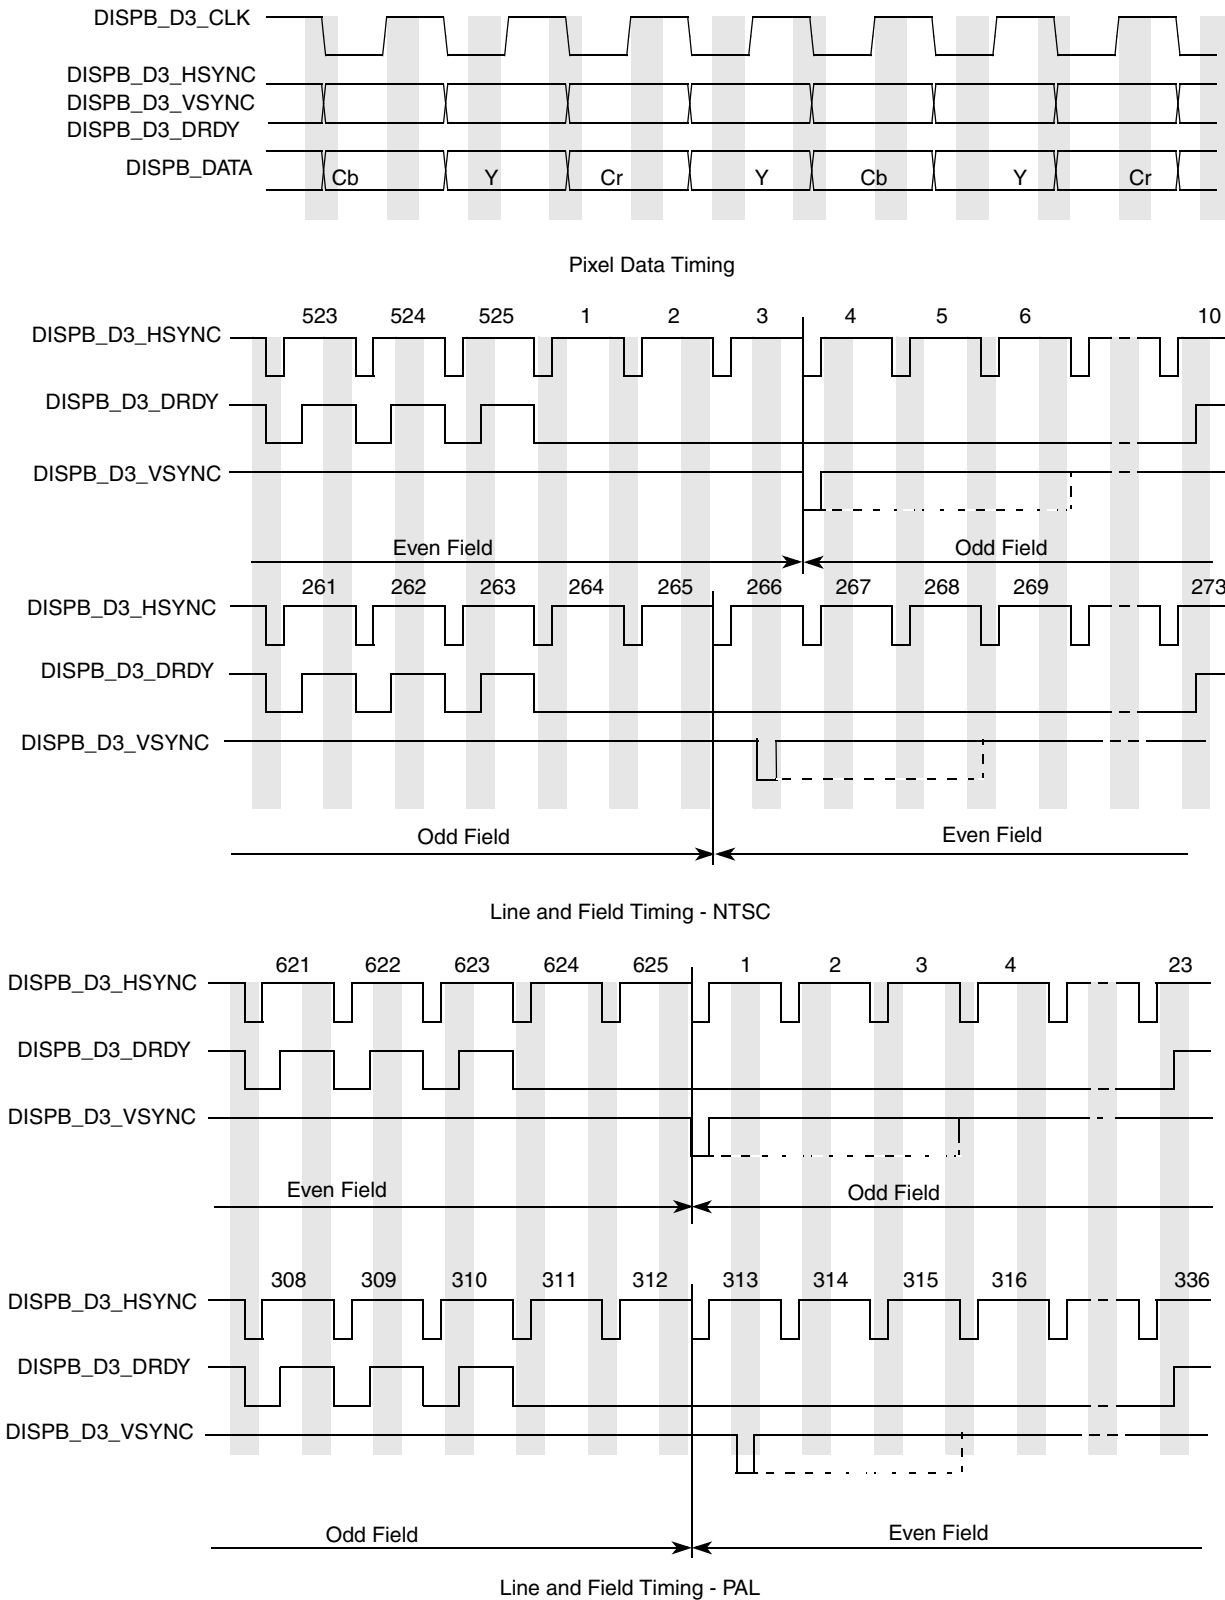 DISPB_D3_CLK
DISPB_D3_HSYNC
DISPB_D3_VSYNC
DISPB_D3_DRDY
DISPB_DATA Cb Y Cr Y Cb Y Cr
Pixel Data Timing
523 524 525 1 2 3 4 5 6 10
DISPB_D3_HSYNC
DISPB_D3_DRDY
DISPB_D3_VSYNC
Even Field Odd Field
261 262 263 264 265 266 267 268 269 273
DISPB_D3_HSYNC
DISPB_D3_DRDY
DISPB_D3_VSYNC
Odd Field Even Field
Line and Field Timing - NTSC
621 622 623 624 625 1 2 3 4 23
DISPB_D3_HSYNC
DISPB_D3_DRDY
DISPB_D3_VSYNC
Even Field Odd Field
308 309 310 311 312 313 314 315 316 336
DISPB_D3_HSYNC
DISPB_D3_DRDY
DISPB_D3_VSYNC
Odd Field Even Field
Line and Field Timing - PAL